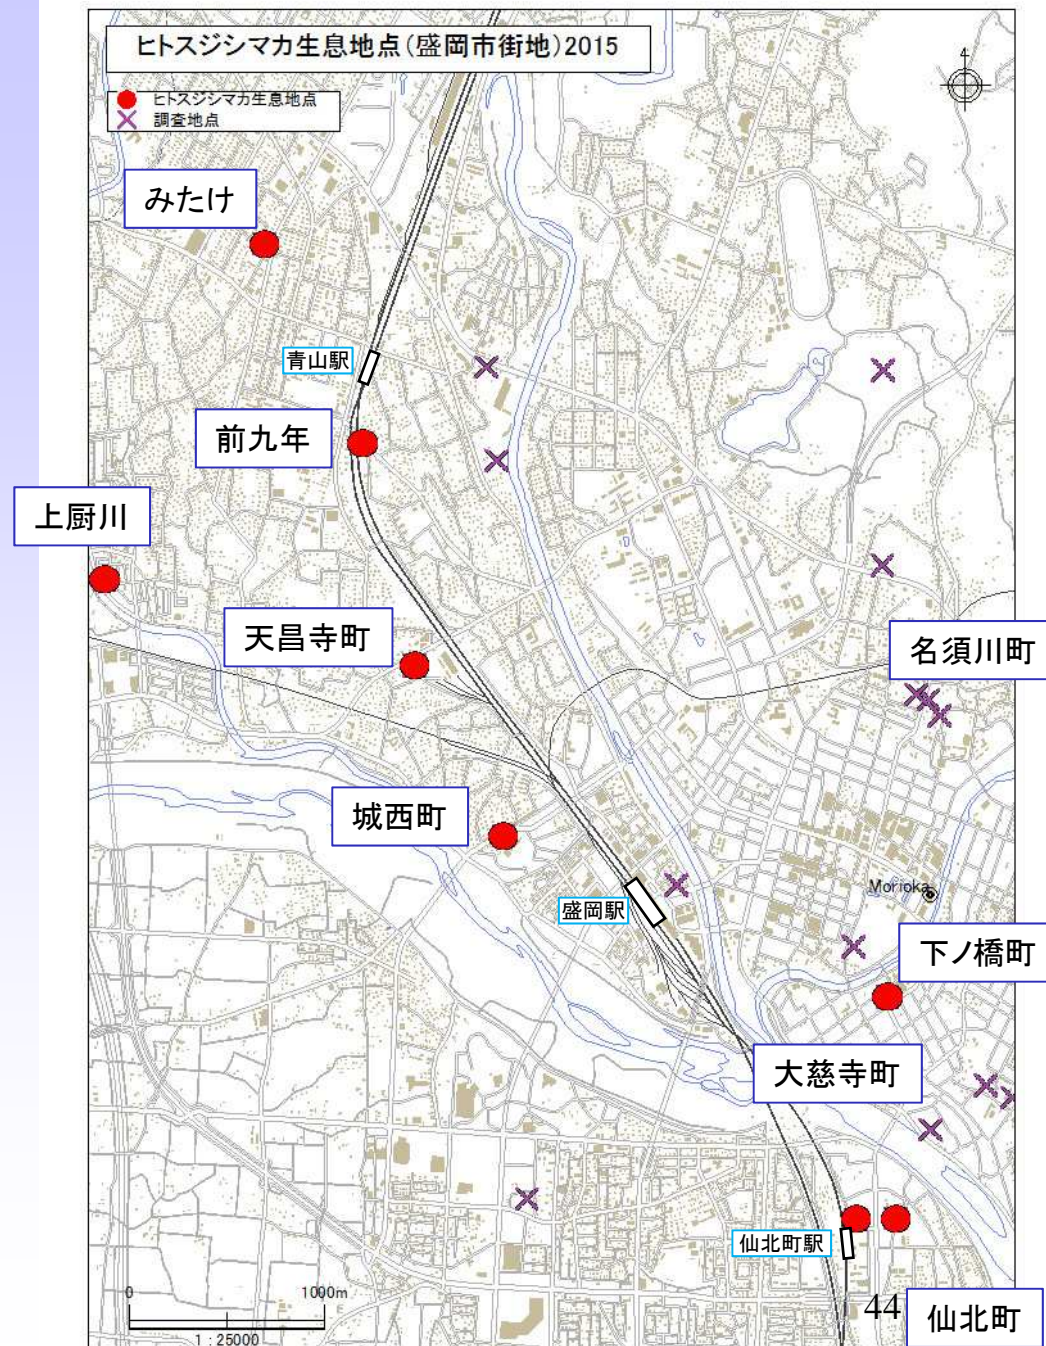 ヒトスジシマカ生息地点(盛岡市街地)2015
4
ヒトスジシマカ生息地点
調査地点
みたけ
青山駅
前九年
上厨川
天昌寺町
名須川町
城西町
Morioka
盛岡駅
下ノ橋町
大慈寺町
仙北町駅
0 1000m
1 : 25000
44
仙北町